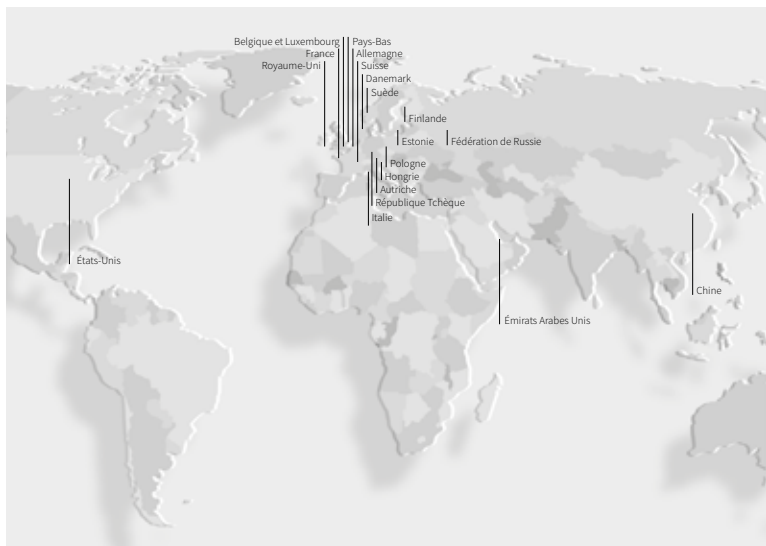 Belgique et Luxembourg
Pays-Bas
France
Allemagne
Royaume-Uni
Suisse
Danemark
Suède
Finlande
Estonie
Fédération de Russie
Pologne
Hongrie
Autriche
République Tchèque
Italie
États-Unis
Chine
Émirats Arabes Unis